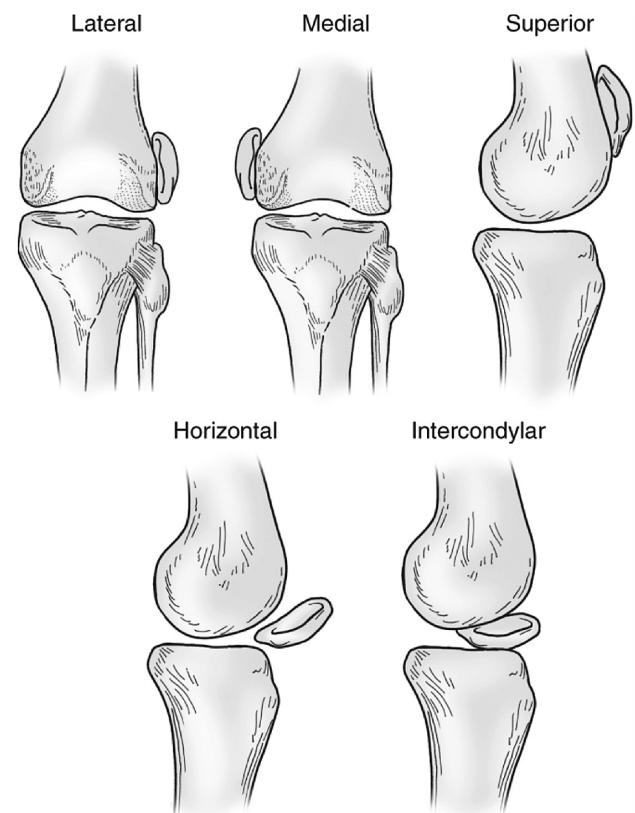 Lateral
Medial
Superior
Horizontal
Intercondylar